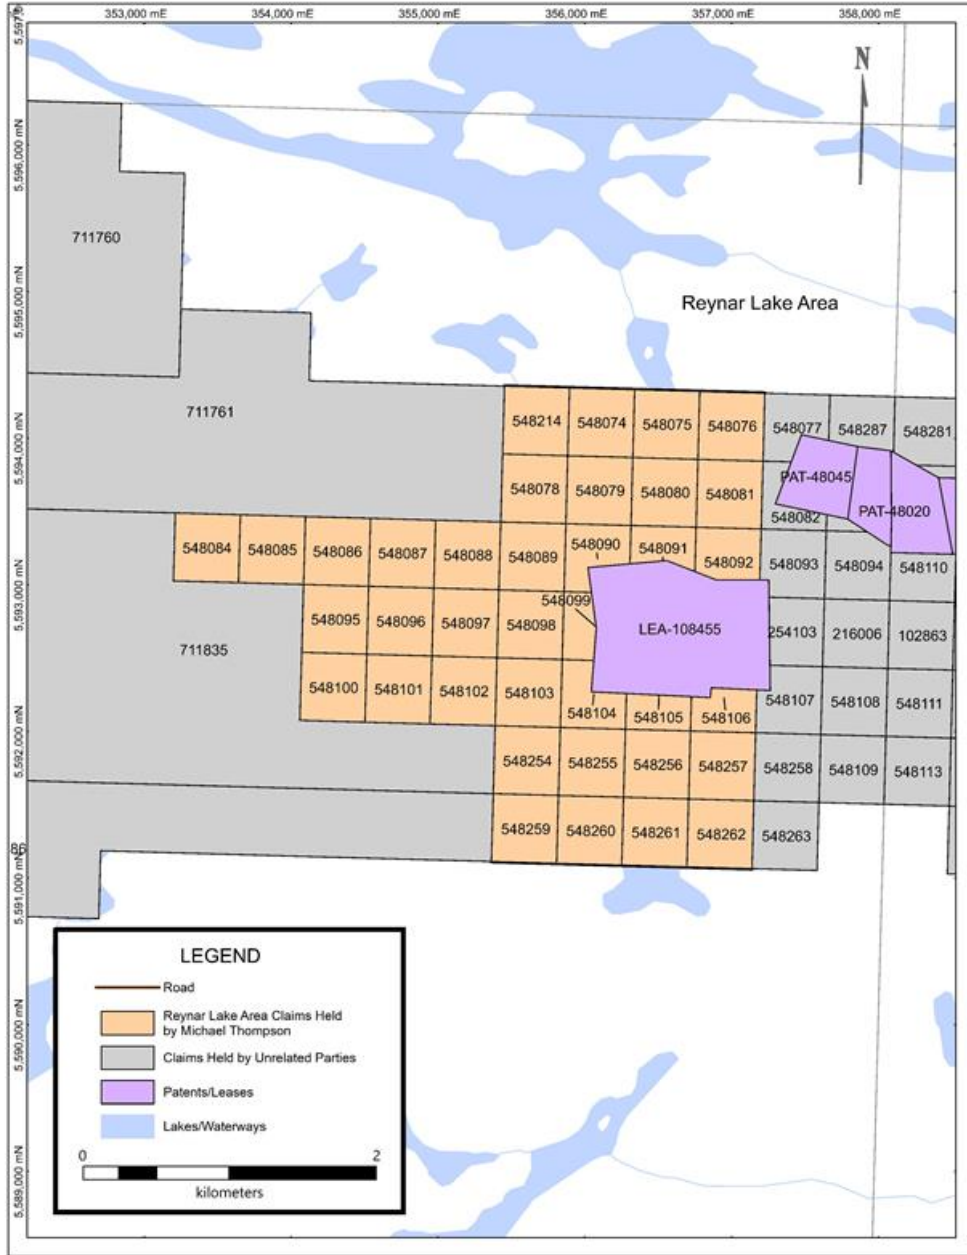 353,000 mE
354,000 mE
355,000 mE
356,000 mE
357,000 mE
358,000 mE
N
5,596,000 mN
711760
5,595,000 mN
Reynar Lake Area
711761
548214
548074
548075
548076
548077
548287
548281
5,594,000 mN
548078
548079
548080
548081
PAT-48045
PAT-48020
548082
548084
548085
548086
548087
548088
548089
548090
548091
548092
548093
548094
548110
5,593,000 mN
548095
548096
548097
548098
548099
LEA-108455
254103
216006
102863
711835
548100
548101
548102
548103
548104
548105
548106
548107
548108
548111
5,592,000 mN
548254
548255
548256
548257
548258
548109
548113
548259
548260
548261
548262
548263
5,591,000 mN
LEGEND
Road
Reynar Lake Area Claims Held
by Michael Thompson
Claims Held by Unrelated Parties
Patents/Leases
Lakes/Waterways
0
2
kilometers
5,590,000 mN
5,589,000 mN